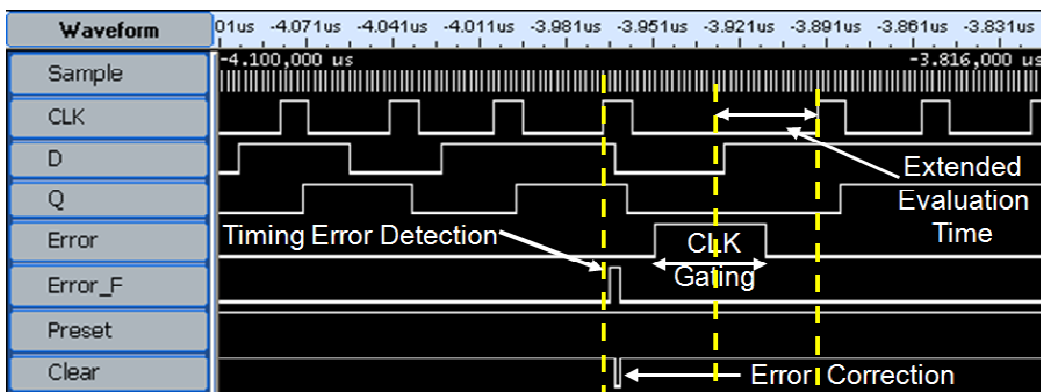 Waveform
01us -4.071us -4.041us -4.011us -3.981us -3.951us -3.921us -3.891us -3.861us -3.831us
Sample
-4.100,000 us
-3.816,000 us
CLK
D
Extended
Q
Evaluation
Time
Error
Timing Error Detection
CLK
Gating
Error_F
Preset
Clear
Error Correction